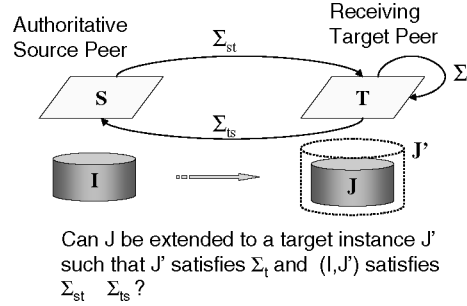 Authoritative
Source Peer
Receiving
Target Peer
Σst
Σ
S
T
Σts
J'
I
J
Can J be extended to a target instance J'
such that J' satisfies Σt and (I,J') satisfies
Σst Σts ?